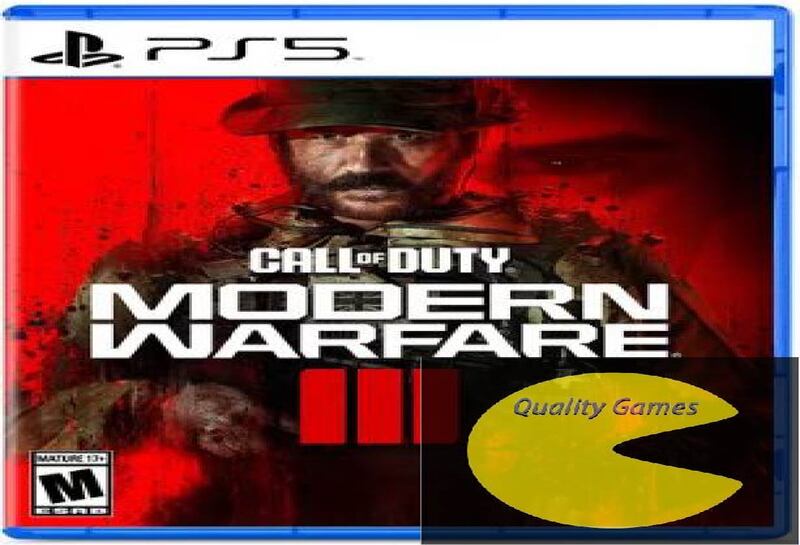 PS5
CALL OF DUTY
MODERN
WARFARE
III
Quality Games
MATURE 17+
M
ESRB